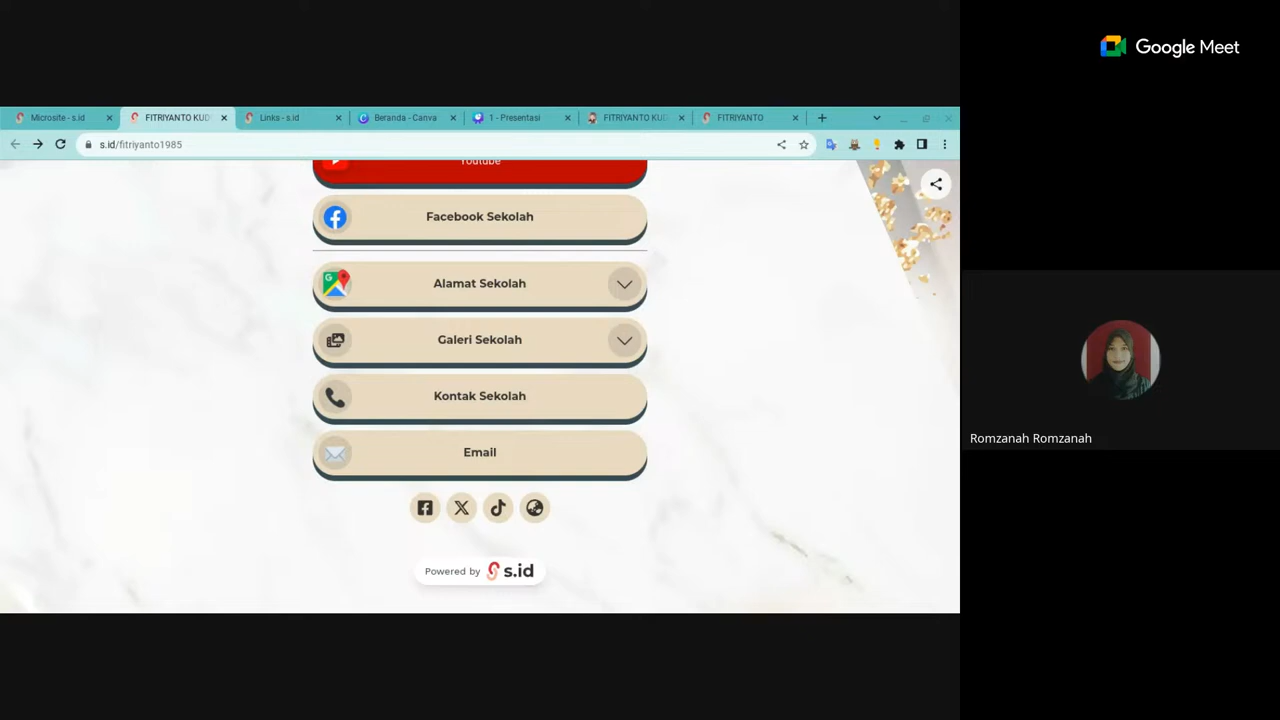 Google Meet
Microsite - s.id
FITRIYANTO KUD
Links - s.id
Beranda - Canva
1 - Presentasi
FITRIYANTO KUD
FITRIYANTO
s.id/fitriyanto1985
Youtube
Facebook Sekolah
Alamat Sekolah
Galeri Sekolah
Kontak Sekolah
Email
Powered by s.id
Romzanah Romzanah